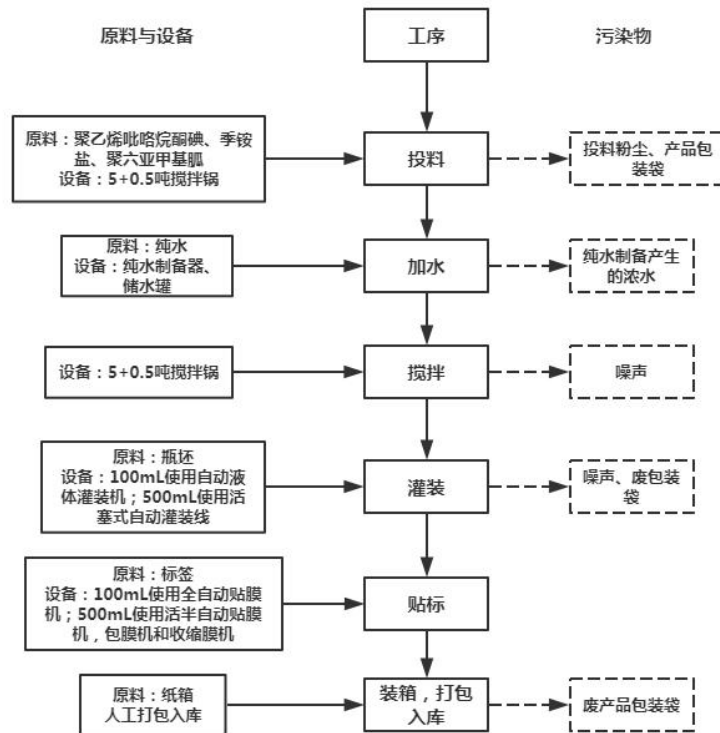 原料与设备
工序
污染物
原料：聚乙烯吡咯烷酮碘、季铵
盐、聚六亚甲基胍
设备：5+0.5吨搅拌锅
投料
投料粉尘、产品包
装袋
原料：纯水
设备：纯水制备器、
储水罐
加水
纯水制备产生
的浓水
设备：5+0.5吨搅拌锅
搅拌
噪声
原料：瓶坯
设备：100mL使用自动液
体灌装机；500mL使用活
塞式自动灌装线
灌装
噪声、废包装
袋
原料：标签
设备：100mL使用全自动贴膜
机；500mL使用活半自动贴膜
机，包膜机和收缩膜机
贴标
原料：纸箱
人工打包入库
装箱，打包
入库
废产品包装袋